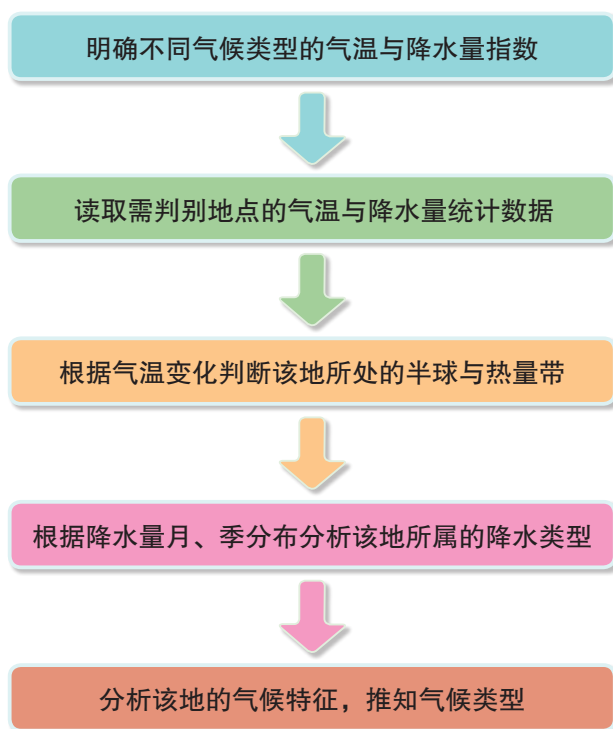 明确不同气候类型的气温与降水量指数
读取需判别地点的气温与降水量统计数据
根据气温变化判断该地所处的半球与热量带
根据降水量月、季分布分析该地所属的降水类型
分析该地的气候特征，推知气候类型